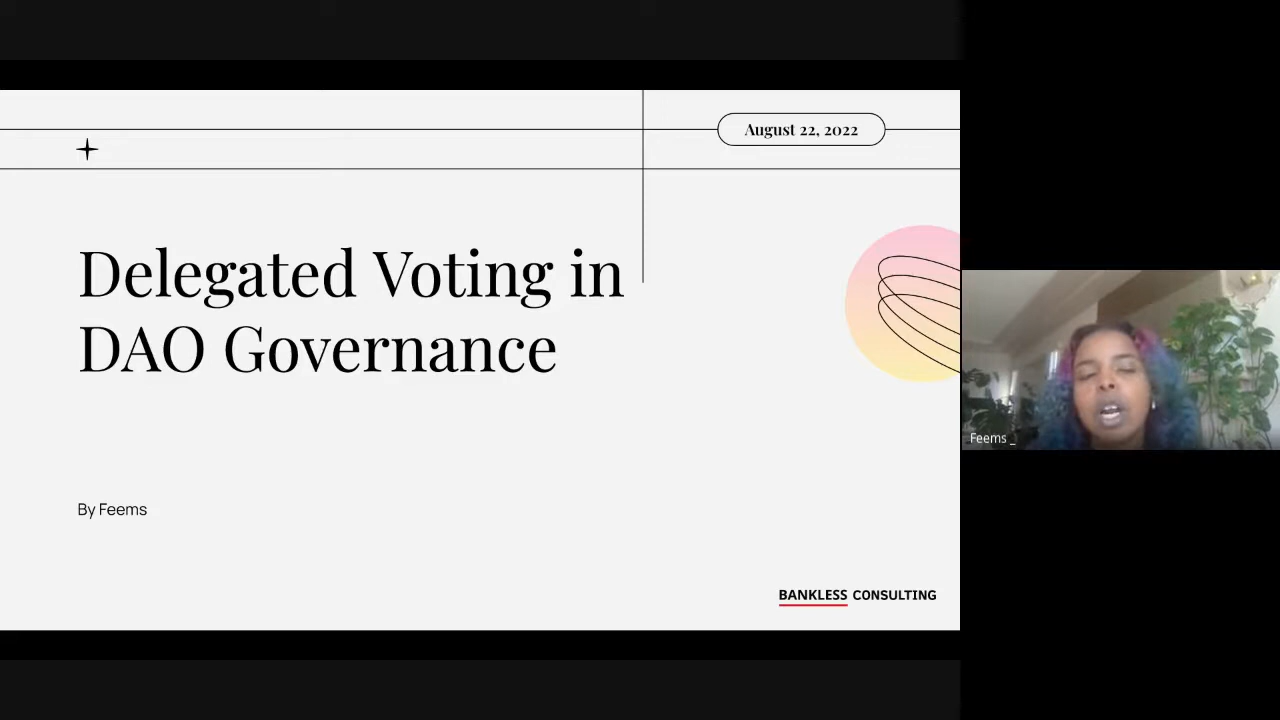 August 22, 2022
Delegated Voting in
DAO Governance
By Feems
BANKLESS CONSULTING
Feems _